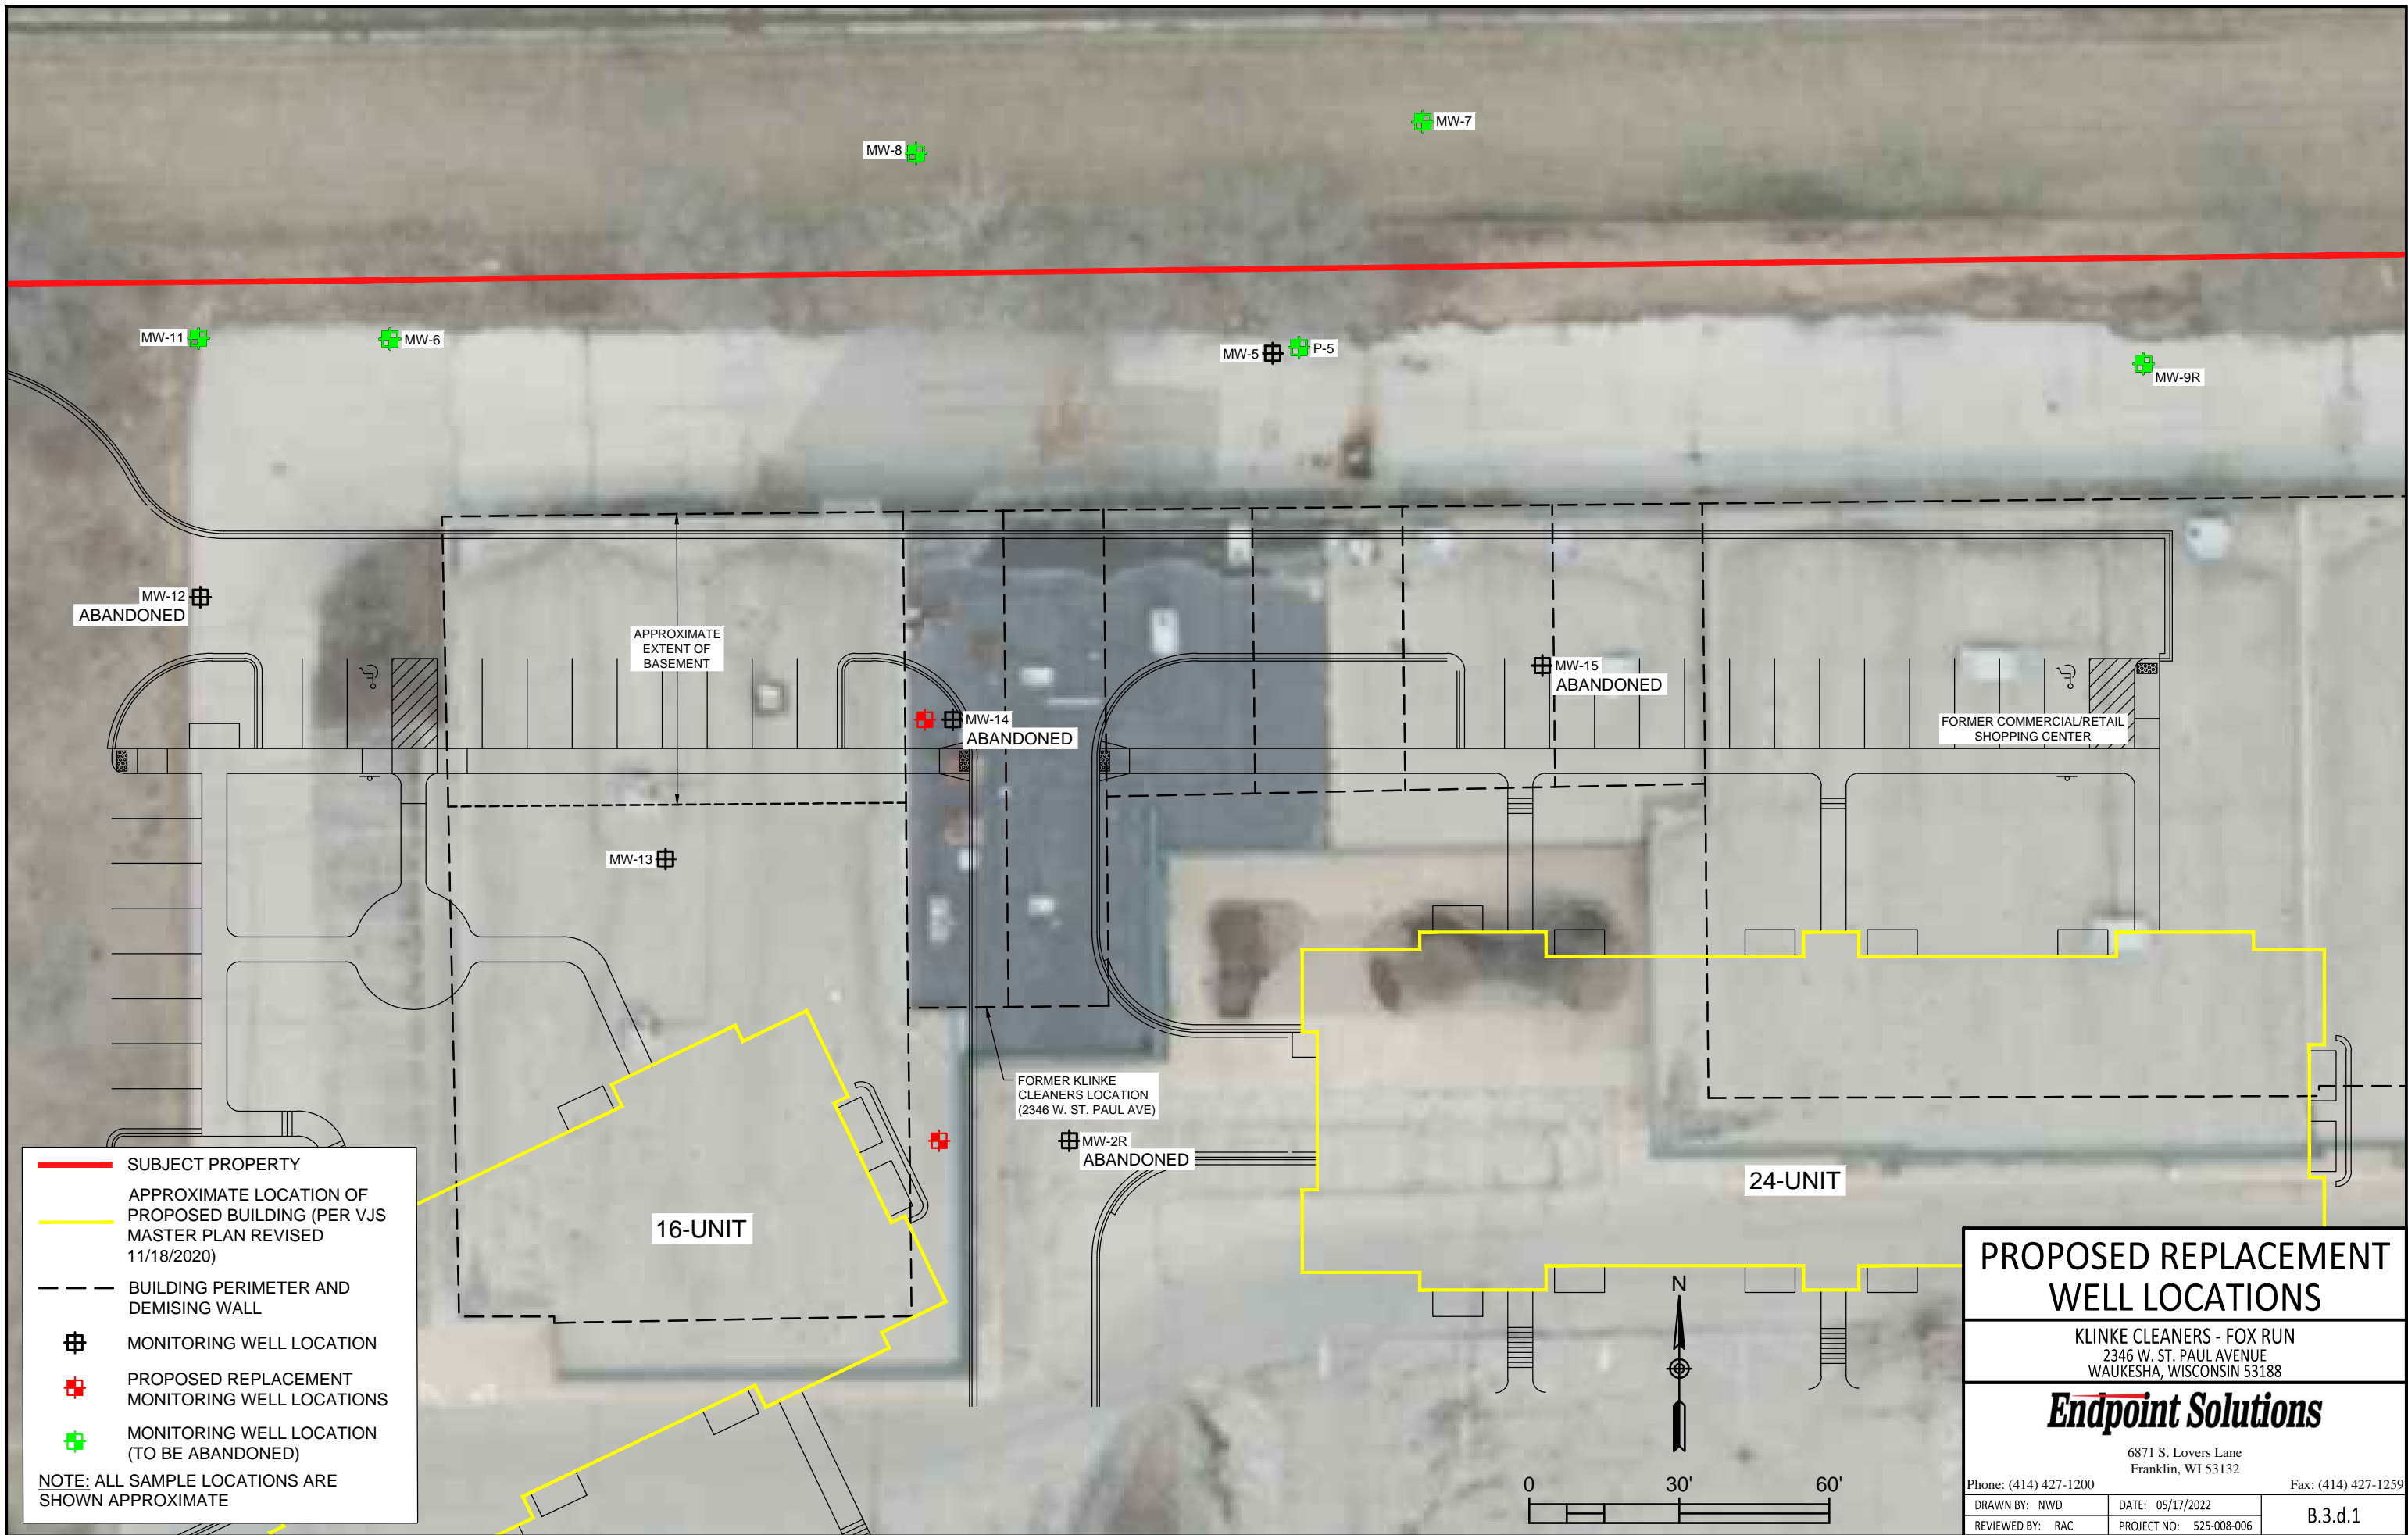 MW-7
MW-8
MW-11
MW-6
MW-5
P-5
MW-9R
MW-12
ABANDONED
APPROXIMATE
EXTENT OF
BASEMENT
MW-15
ABANDONED
MW-14
ABANDONED
FORMER COMMERCIAL/RETAIL
SHOPPING CENTER
MW-13
FORMER KLINKE
CLEANERS LOCATION
(2346 W. ST. PAUL AVE)
MW-2R
ABANDONED
24-UNIT
16-UNIT
SUBJECT PROPERTY
APPROXIMATE LOCATION OF
PROPOSED BUILDING (PER VJS
MASTER PLAN REVISED
11/18/2020)
BUILDING PERIMETER AND
DEMISING WALL
MONITORING WELL LOCATION
PROPOSED REPLACEMENT
MONITORING WELL LOCATIONS
MONITORING WELL LOCATION
(TO BE ABANDONED)
NOTE: ALL SAMPLE LOCATIONS ARE
SHOWN APPROXIMATE
N
0 30' 60'
PROPOSED REPLACEMENT
WELL LOCATIONS
KLINKE CLEANERS - FOX RUN
2346 W. ST. PAUL AVENUE
WAUKESHA, WISCONSIN 53188
Endpoint Solutions
6871 S. Lovers Lane
Franklin, WI 53132
Phone: (414) 427-1200 Fax: (414) 427-1259
DRAWN BY: NWD DATE: 05/17/2022
REVIEWED BY: RAC PROJECT NO: 525-008-006
B.3.d.1